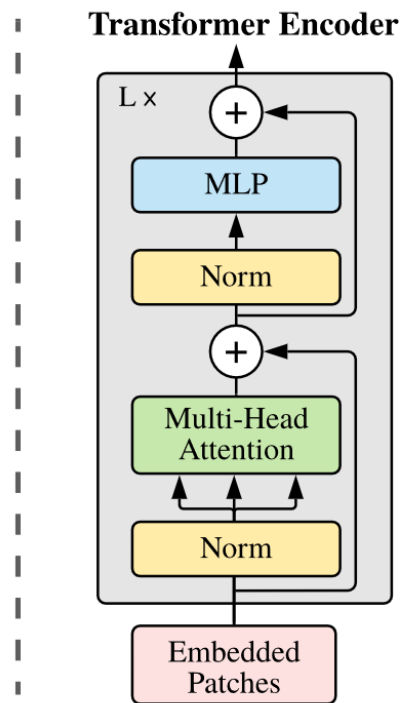 Transformer Encoder
L ×
+
MLP
Norm
+
Multi-Head
Attention
Norm
Embedded
Patches